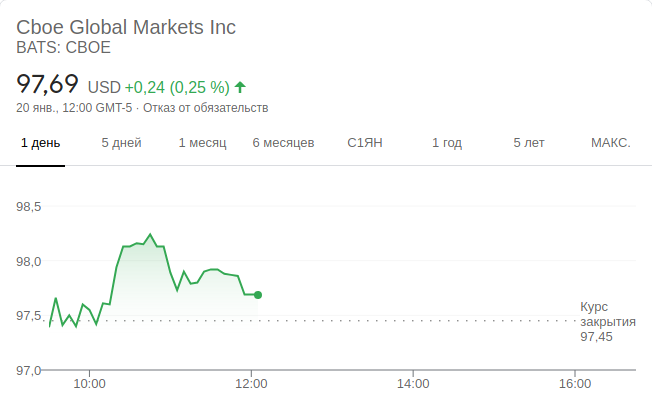 Cboe Global Markets Inc
BATS: CBOE
97,69 USD +0,24 (0,25 %)
20 янв., 12:00 GMT-5 · Отказ от обязательств
1 день 5 дней 1 месяц 6 месяцев С1ЯН 1 год 5 лет МАКС.
98,5
98,0
97,5
97,0
Курс
закрытия
97,45
10:00 12:00 14:00 16:00